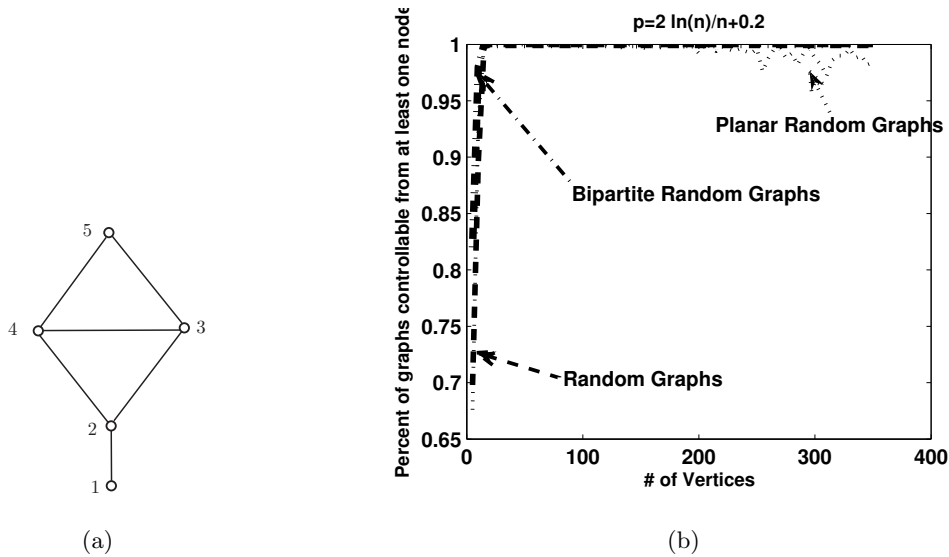 5
4
3
2
1
(a)
p=2 ln(n)/n+0.2
Percent of graphs controllable from at least one node
1
0.95
0.9
0.85
0.8
0.75
0.7
0.65
Planar Random Graphs
Bipartite Random Graphs
Random Graphs
0
100
200
300
400
# of Vertices
(b)